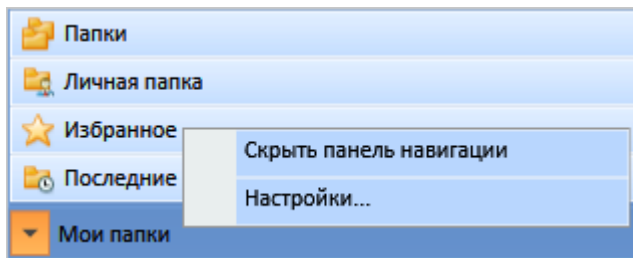 Папки
Личная папка
Избранное
Скрыть панель навигации
Последние
Настройки...
Мои папки